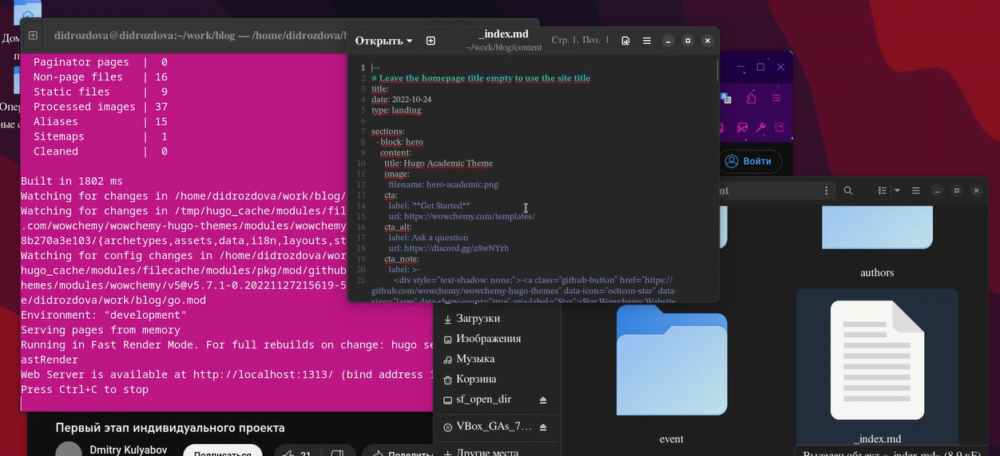 Дом
Опер
ные с
didrozdova@didrozdova:~/work/blog — /home/didrozdova/b
Paginator pages | 0
Non-page files | 16
Static files | 9
Processed images | 37
Aliases | 15
Sitemaps | 1
Cleaned | 0
Built in 1802 ms
Watching for changes in /home/didrozdova/work/blog/
Watching for changes in /tmp/hugo_cache/modules/fil
.com/wowchemy/wowchemy-hugo-themes/modules/wowchemy
8b270a3e103/{archetypes,assets,data,i18n,layouts,st
Watching for config changes in /home/didrozdova/wor
hugo_cache/modules/filecache/modules/pkg/mod/github
hemes/modules/wowchemy/v5@v5.7.1-0.20221127215619-5
e/didrozdova/work/blog/go.mod
Environment: "development"
Serving pages from memory
Running in Fast Render Mode. For full rebuilds on change: hugo se
astRender
Web Server is available at http://localhost:1313/ (bind address 1
Press Ctrl+C to stop
Открыть
_index.md
~/work/blog/content
Стр. 1, Поз. 1
1 ---
2 # Leave the homepage title empty to use the site title
3 title:
4 date: 2022-10-24
5 type: landing
6
7 sections:
8 - block: hero
9 content:
10 title: Hugo Academic Theme
11 image:
12 filename: hero-academic.png
13 cta:
14 label: '**Get Started**'
15 url: https://wowchemy.com/templates/
16 cta_alt:
17 label: Ask a question
18 url: https://discord.gg/z8wNYzb
19 cta_note:
20 label: >-
21 <div style="text-shadow: none;"><a class="github-button" href="https://
github.com/wowchemy/wowchemy-hugo-themes" data-icon="octicon-star" data-
size="large" data-show-count="true" aria-label="Star">Star Wowchemy Website
Войти
nt
Загрузки
Изображения
Музыка
Корзина
sf_open_dir
VBox_GAs_7...
Другие места
authors
event
_index.md
Выделен объект «_index.md» (8,9 кБ)
Первый этап индивидуального проекта
Dmitry Kulyabov
Подписаться
21
Поделиться